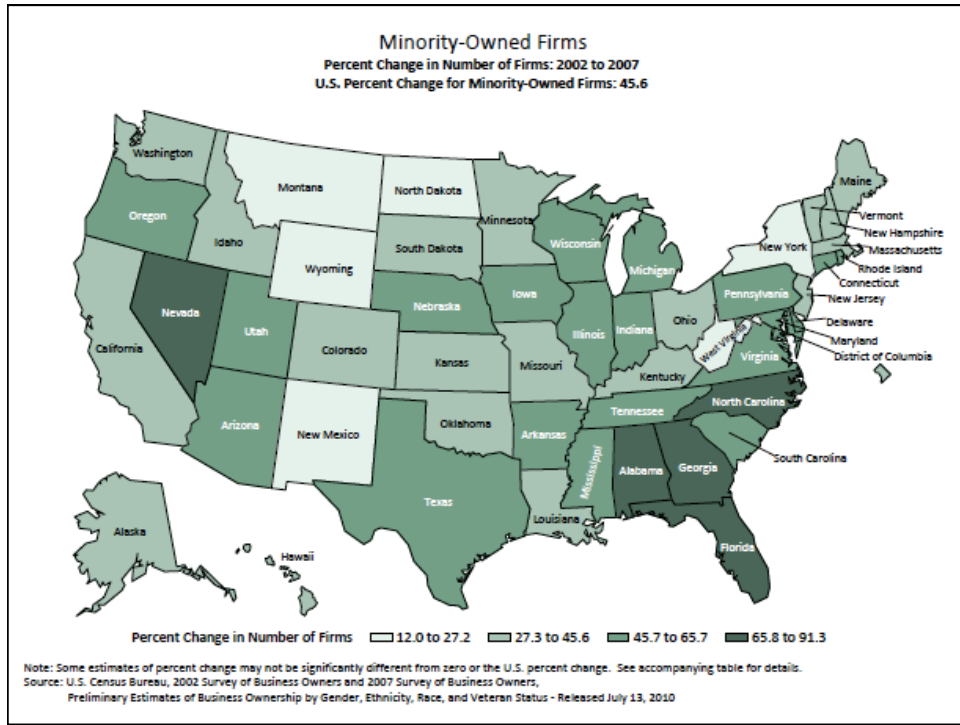 Minority-Owned Firms
Percent Change in Number of Firms: 2002 to 2007
U.S. Percent Change for Minority-Owned Firms: 45.6
Washington
Montana
North Dakota
Minnesota
Maine
Vermont
New Hampshire
Massachusetts
Rhode Island
Connecticut
New Jersey
Oregon
Idaho
South Dakota
Wisconsin
New York
Wyoming
Michigan
Nebraska
Iowa
Pennsylvania
Nevada
Utah
Illinois
Indiana
Ohio
Delaware
Maryland
District of Columbia
California
Colorado
Kansas
Missouri
West Virginia
Virginia
Kentucky
Arizona
New Mexico
Oklahoma
Arkansas
Tennessee
North Carolina
South Carolina
Texas
Mississippi
Alabama
Georgia
Louisiana
Florida
Alaska
Hawaii
Percent Change in Number of Firms 12.0 to 27.2 27.3 to 45.6 45.7 to 65.7 65.8 to 91.3
Note: Some estimates of percent change may not be significantly different from zero or the U.S. percent change. See accompanying table for details.
Source: U.S. Census Bureau, 2002 Survey of Business Owners and 2007 Survey of Business Owners,
Preliminary Estimates of Business Ownership by Gender, Ethnicity, Race, and Veteran Status - Released July 13, 2010